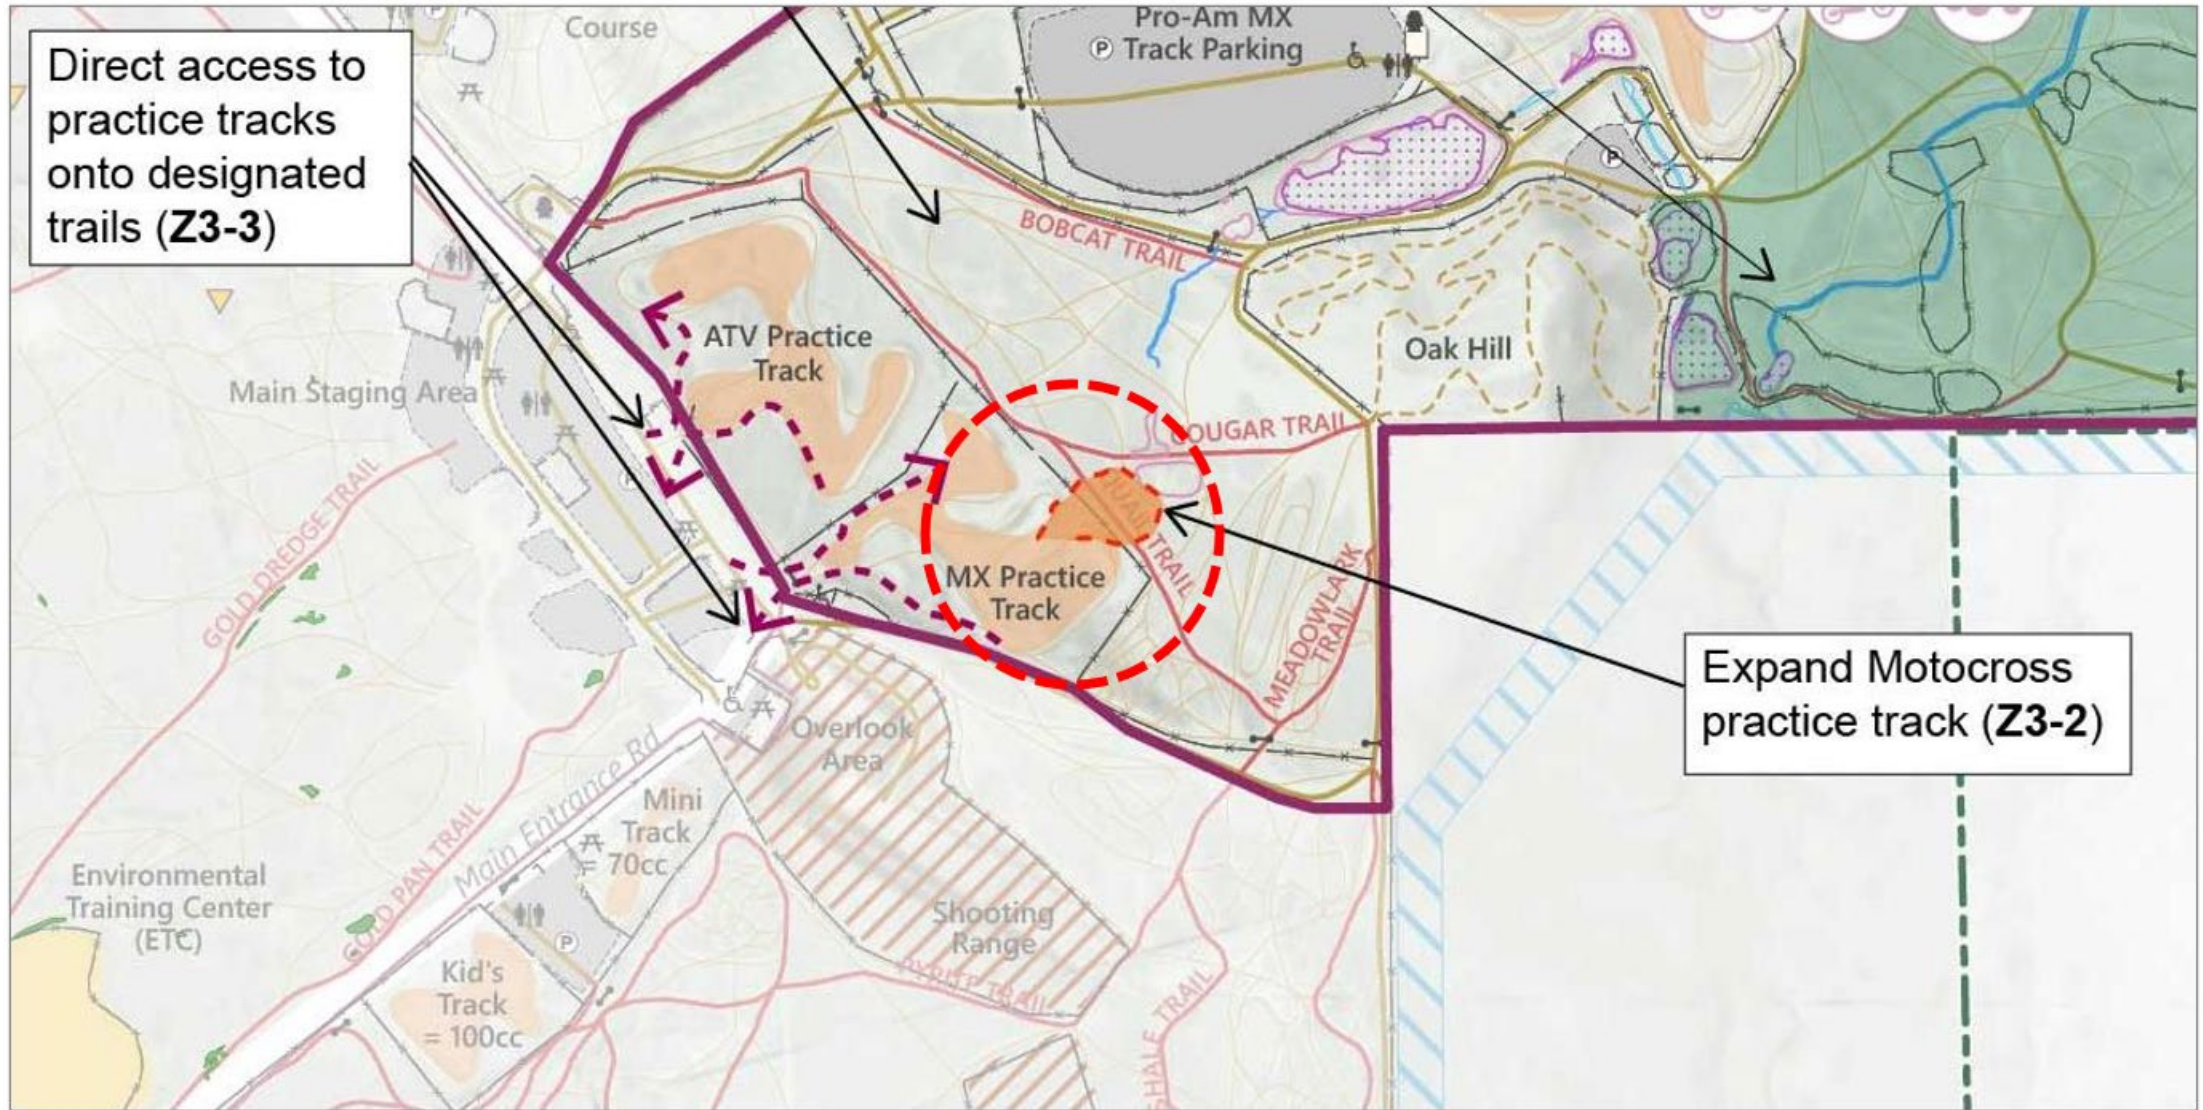 Course
Pro-Am MX
P Track Parking
Direct access to
practice tracks
onto designated
trails (Z3-3)
P
BOBCAT TRAIL
ATV Practice
Track
Oak Hill
Main Staging Area
COUGAR TRAIL
GOLD DREDGE TRAIL
TRAIL
MX Practice
Track
MEADOWLARK
TRAIL
Expand Motocross
practice track (Z3-2)
Overlook
Area
Main Entrance Rd
Mini
Track
= 70cc
GOLD PAN TRAIL
Environmental
Training Center
(ETC)
P
Shooting
Range
Kid's
Track
= 100cc
TRAIL
SHALE TRAIL